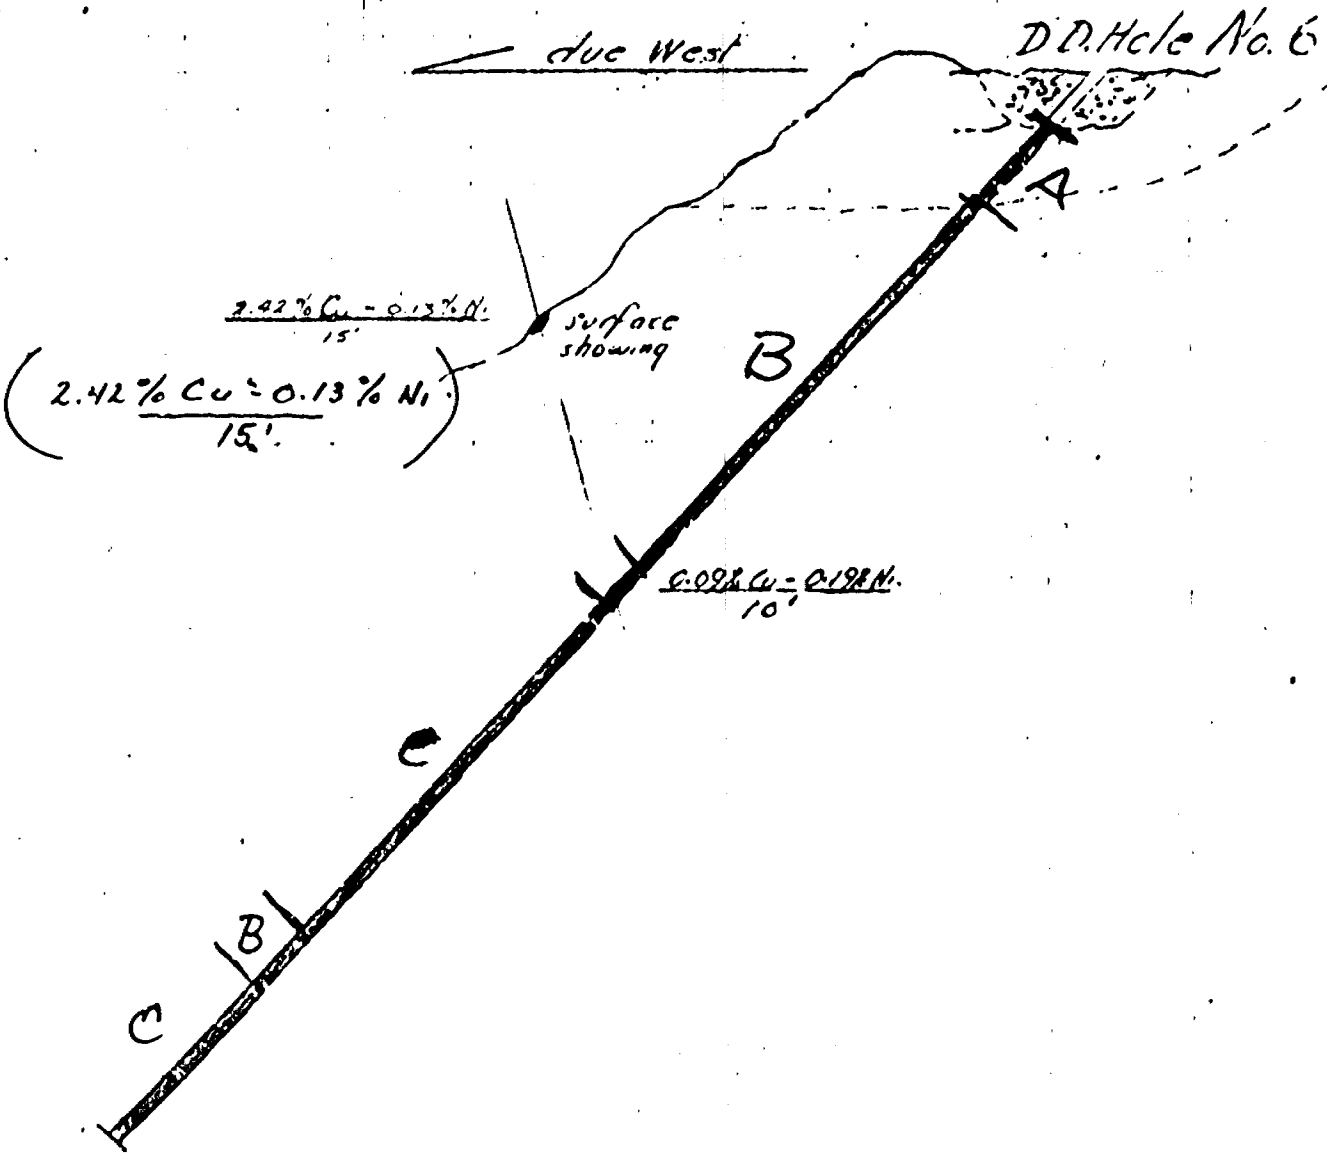 due West
D.D. Hole No. 6
A
2.42% Cu - 0.13% Ni.
15'
surface
showing
B
(2.42% Cu - 0.13% Ni.)
15'.
0.09% Cu - 0.19% Ni.
10'
C
B
C